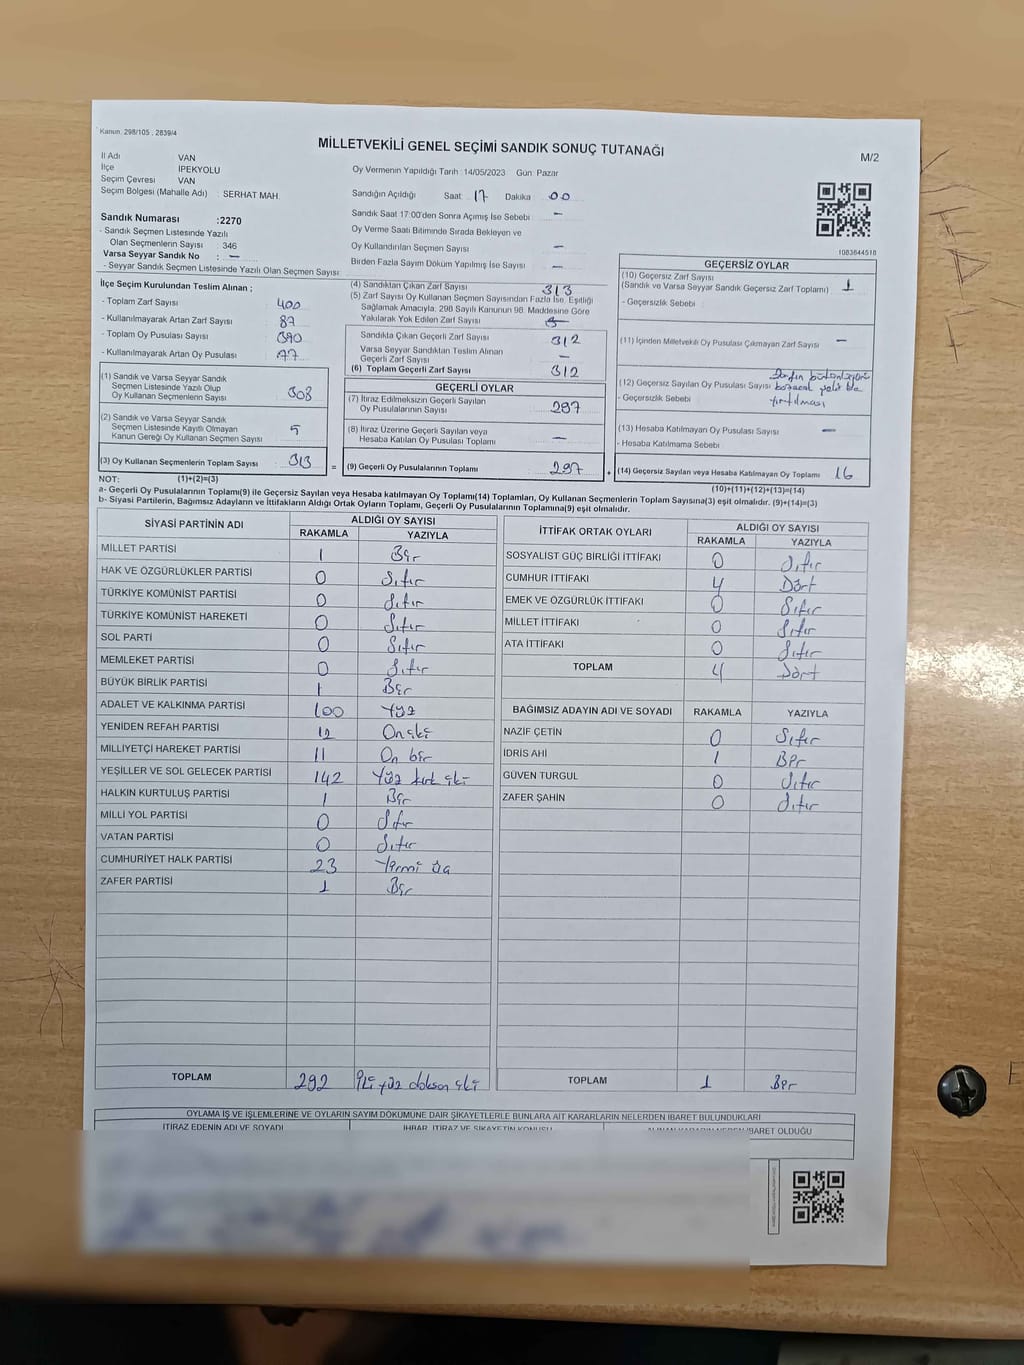 Kanun. 298/105 , 2839/4
MİLLETVEKİLİ GENEL SEÇİMİ SANDIK SONUÇ TUTANAĞI
M/2
İl Adı VAN
İlçe İPEKYOLU
Seçim Çevresi VAN
Seçim Bölgesi (Mahalle Adı) : SERHAT MAH.
Oy Vermenin Yapıldığı Tarih :14/05/2023 Gün Pazar
Sandığın Açıldığı Saat 17 Dakika 00
Sandık Saat 17:00'den Sonra Açımış İse Sebebi –
Oy Verme Saati Bitiminde Sırada Bekleyen ve
Oy Kullandırılan Seçmen Sayısı –
Birden Fazla Sayım Döküm Yapılmış İse Sayısı –
Sandık Numarası :2270
- Sandık Seçmen Listesinde Yazılı
Olan Seçmenlerin Sayısı : 346
Varsa Seyyar Sandık No : –
- Seyyar Sandık Seçmen Listesinde Yazılı Olan Seçmen Sayısı:
1083844518
İlçe Seçim Kurulundan Teslim Alınan ;
- Toplam Zarf Sayısı 400
- Kullanılmayarak Artan Zarf Sayısı 87
- Toplam Oy Pusulası Sayısı 390
- Kullanılmayarak Artan Oy Pusulası 77
(1) Sandık ve Varsa Seyyar Sandık
Seçmen Listesinde Yazılı Olup
Oy Kullanan Seçmenlerin Sayısı 308
(2) Sandık ve Varsa Seyyar Sandık
Seçmen Listesinde Kayıtlı Olmayan
Kanun Gereği Oy Kullanan Seçmen Sayısı 5
(3) Oy Kullanan Seçmenlerin Toplam Sayısı 313 =
(4) Sandıktan Çıkan Zarf Sayısı 313
(5) Zarf Sayısı Oy Kullanan Seçmen Sayısından Fazla İse, Eşitliği
Sağlamak Amacıyla, 298 Sayılı Kanunun 98. Maddesine Göre
Yakılarak Yok Edilen Zarf Sayısı
Sandıkta Çıkan Geçerli Zarf Sayısı 312
Varsa Seyyar Sandıktan Teslim Alınan
Geçerli Zarf Sayısı –
(6) Toplam Geçerli Zarf Sayısı 312
GEÇERLİ OYLAR
(7) İtiraz Edilmeksizin Geçerli Sayılan
Oy Pusulalarının Sayısı 297
(8) İtiraz Üzerine Geçerli Sayılan veya
Hesaba Katılan Oy Pusulası Toplamı –
(9) Geçerli Oy Pusulalarının Toplamı 297 +
GEÇERSİZ OYLAR
(10) Geçersiz Zarf Sayısı
(Sandık ve Varsa Seyyar Sandık Geçersiz Zarf Toplamı) 1
- Geçersizlik Sebebi
(11) İçinden Milletvekili Oy Pusulası Çıkmayan Zarf Sayısı –
(12) Geçersiz Sayılan Oy Pusulası Sayısı
- Geçersizlik Sebebi
Zarfın bütünlüğünü
bozacak şekilde
yırtılması
(13) Hesaba Katılmayan Oy Pusulası Sayısı –
- Hesaba Katılmama Sebebi
(14) Geçersiz Sayılan veya Hesaba Katılmayan Oy Toplamı 16
NOT: (1)+(2)=(3) (10)+(11)+(12)+(13)=(14)
a- Geçerli Oy Pusulalarının Toplamı(9) ile Geçersiz Sayılan veya Hesaba katılmayan Oy Toplamı(14) Toplamları, Oy Kullanan Seçmenlerin Toplam Sayısına(3) eşit olmalıdır. (9)+(14)=(3)
b- Siyasi Partilerin, Bağımsız Adayların ve İttifakların Aldığı Ortak Oyların Toplamı, Geçerli Oy Pusulalarının Toplamına(9) eşit olmalıdır.
SİYASİ PARTİNİN ADI ALDIĞI OY SAYISI
RAKAMLA YAZIYLA
MİLLET PARTİSİ 1 Bir
HAK VE ÖZGÜRLÜKLER PARTİSİ 0 Sıfır
TÜRKİYE KOMÜNİST PARTİSİ 0 Sıfır
TÜRKİYE KOMÜNİST HAREKETİ 0 Sıfır
SOL PARTİ 0 Sıfır
MEMLEKET PARTİSİ 0 Sıfır
BÜYÜK BİRLİK PARTİSİ 1 Bir
ADALET VE KALKINMA PARTİSİ 100 Yüz
YENİDEN REFAH PARTİSİ 12 On iki
MİLLİYETÇİ HAREKET PARTİSİ 11 On bir
YEŞİLLER VE SOL GELECEK PARTİSİ 142 Yüz kırk iki
HALKIN KURTULUŞ PARTİSİ 1 Bir
MİLLİ YOL PARTİSİ 0 Sıfır
VATAN PARTİSİ 0 Sıfır
CUMHURİYET HALK PARTİSİ 23 Yirmi üç
ZAFER PARTİSİ 1 Bir
TOPLAM 292 İki yüz doksan iki
İTTİFAK ORTAK OYLARI ALDIĞI OY SAYISI
RAKAMLA YAZIYLA
SOSYALİST GÜÇ BİRLİĞİ İTTİFAKI 0 Sıfır
CUMHUR İTTİFAKI 4 Dört
EMEK VE ÖZGÜRLÜK İTTİFAKI 0 Sıfır
MİLLET İTTİFAKI 0 Sıfır
ATA İTTİFAKI 0 Sıfır
TOPLAM 4 Dört
BAĞIMSIZ ADAYIN ADI VE SOYADI RAKAMLA YAZIYLA
NAZİF ÇETİN 0 Sıfır
İDRİS AHİ 1 Bir
GÜVEN TURGUL 0 Sıfır
ZAFER ŞAHİN 0 Sıfır
TOPLAM 1 Bir
OYLAMA İŞ VE İŞLEMLERİNE VE OYLARIN SAYIM DÖKÜMÜNE DAİR ŞİKAYETLERLE BUNLARA AİT KARARLARIN NELERDEN İBARET BULUNDUKLARI
İTİRAZ EDENİN ADI VE SOYADI İHBAR, İTİRAZ VE ŞİKAYETİN KONUSU İBARET OLDUĞU